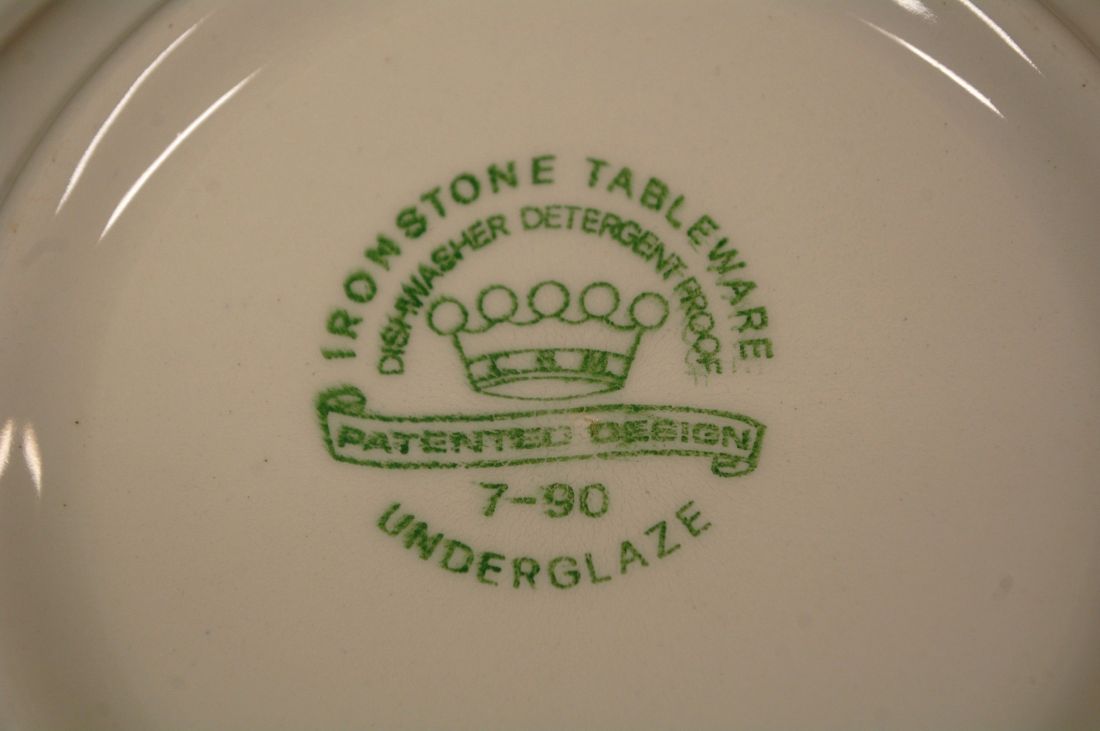 IRONSTONE TABLEWARE
DISHWASHER DETERGENT-PROOF
PATENTED DESIGN
7-90
UNDERGLAZE